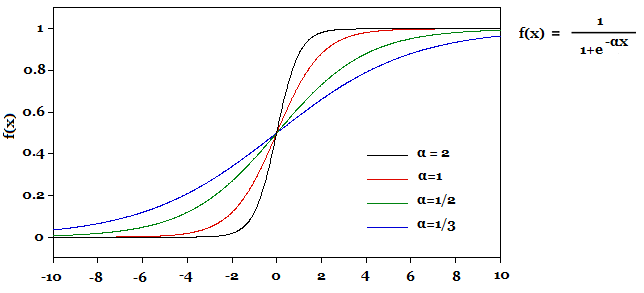 f(x) = 1
1+e^-αx
f(x)
1
0.8
0.6
0.4
0.2
0
α = 2
α=1
α=1/2
α=1/3
-10 -8 -6 -4 -2 0 2 4 6 8 10